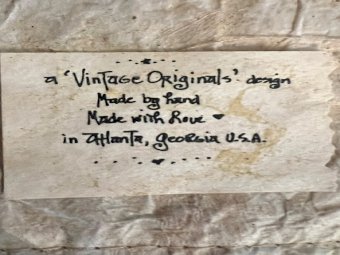 a 'Vintage Originals' design
Made by hand
Made with Love ♥
in Atlanta, Georgia U.S.A.